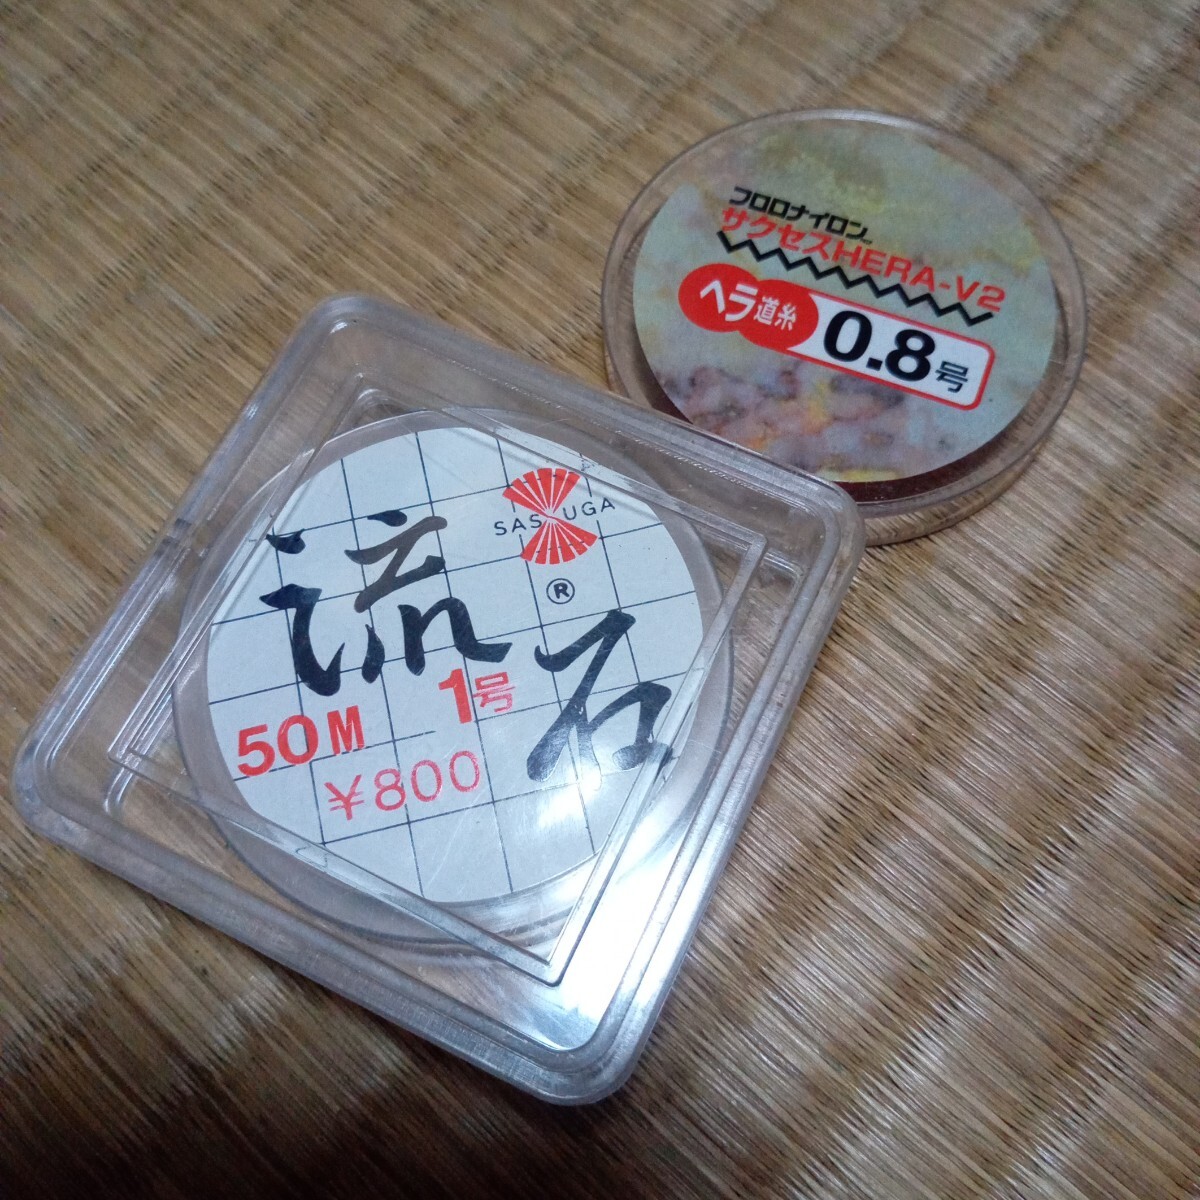 フロロナイロン
サクセスHERA-V2
ヘラ道糸
0.8号
SASUGA
®
流石
50M 1号
¥800